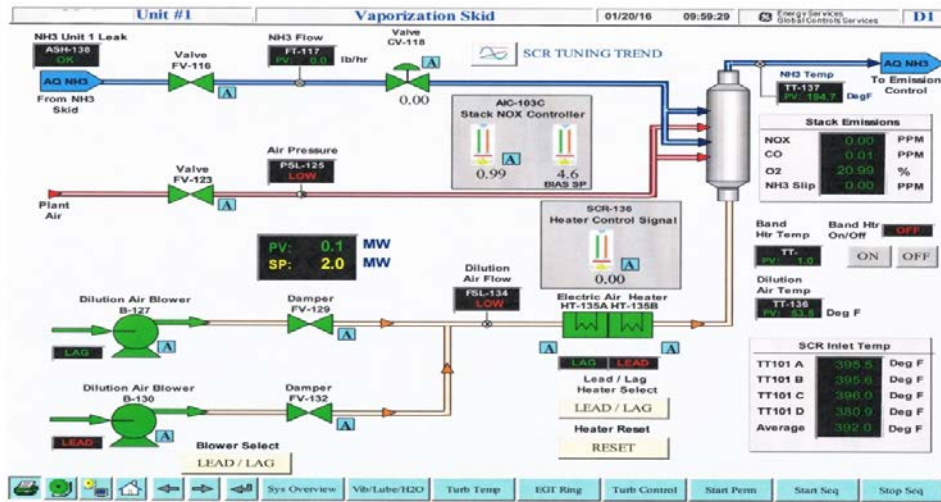 Unit #1
Vaporization Skid
01/20/16
09:59:29
GE Energy Services
Global Controls Services
D1
NH3 Unit 1 Leak
ASH-138
OK
AQ NH3
From NH3
Skid
Valve
FV-116
A
NH3 Flow
FT-117
PV: 0.0
lb/hr
Valve
CV-118
A
0.00
SCR TUNING TREND
AQ NH3
To Emission
Control
NH3 Temp
TT-137
PV: 194.7
DegF
AIC-103C
Stack NOX Controller
A
0.99
4.6
BIAS SP
Stack Emissions
NOX 0.00 PPM
CO 0.01 PPM
O2 20.99 %
NH3 Slip 0.00 PPM
Plant
Air
Valve
FV-123
A
Air Pressure
PSL-125
LOW
SCR-136
Heater Control Signal
A
0.00
Band
Htr Temp
TT-
PV: 1.0
Band Htr
On/Off
OFF
ON
OFF
PV: 0.1 MW
SP: 2.0 MW
Dilution
Air Flow
FSL-134
LOW
Dilution
Air Temp
TT-136
PV: 53.5
Deg F
Dilution Air Blower
B-127
LAG
A
Damper
FV-129
A
Electric Air Heater
HT-135A HT-135B
A
A
LAG
LEAD
Lead / Lag
Heater Select
LEAD / LAG
Heater Reset
RESET
SCR Inlet Temp
TT101 A 395.5 Deg F
TT101 B 395.6 Deg F
TT101 C 396.0 Deg F
TT101 D 380.9 Deg F
Average 392.0 Deg F
Dilution Air Blower
B-130
LEAD
A
Damper
FV-132
A
Blower Select
LEAD / LAG
Sys Overview
Vib/Lube/H2O
Turb Temp
EGT Ring
Turb Control
Start Perm
Start Seq
Stop Seq